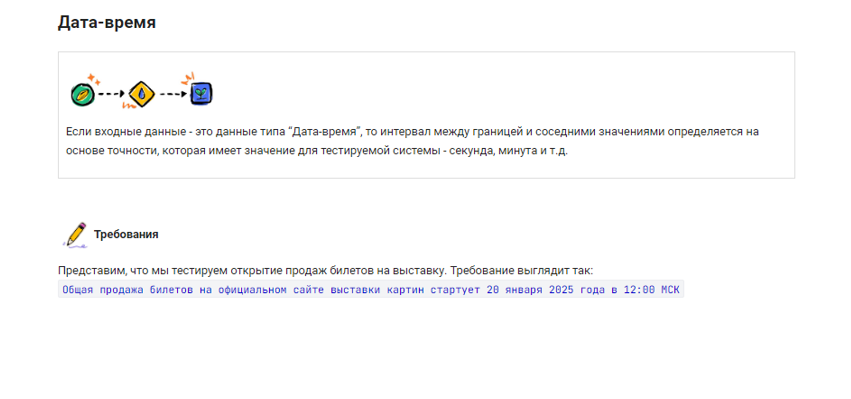 Дата-время
Если входные данные - это данные типа “Дата-время”, то интервал между границей и соседними значениями определяется на
основе точности, которая имеет значение для тестируемой системы - секунда, минута и т.д.
Требования
Представим, что мы тестируем открытие продаж билетов на выставку. Требование выглядит так:
Общая продажа билетов на официальном сайте выставки картин стартует 20 января 2025 года в 12:00 МСК